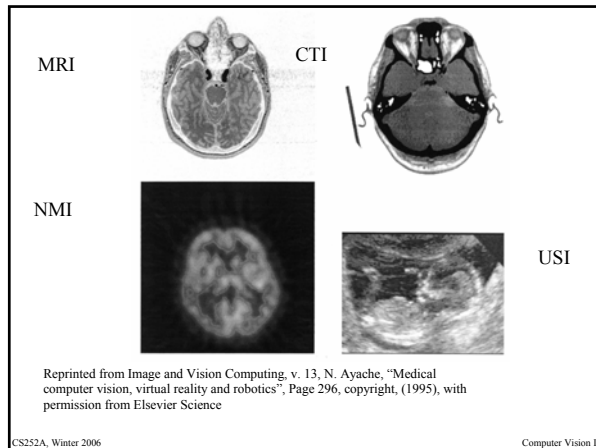 MRI
CTI
NMI
USI
Reprinted from Image and Vision Computing, v. 13, N. Ayache, “Medical
computer vision, virtual reality and robotics”, Page 296, copyright, (1995), with
permission from Elsevier Science
CS252A, Winter 2006
Computer Vision I